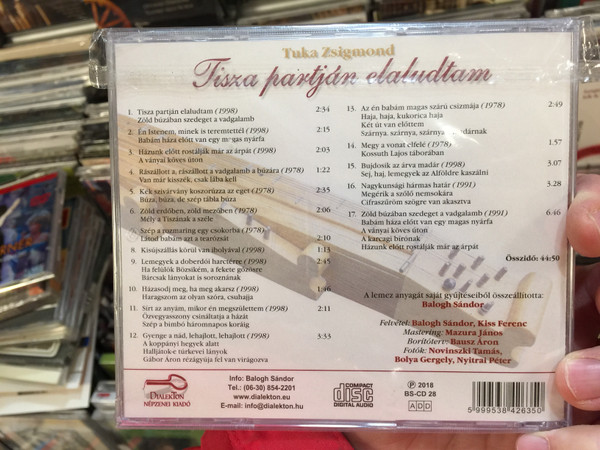 Tuka Zsigmond
Tisza partján elaludtam
1. Tisza partján elaludtam (1998) 2:34
Zöld búzában szedeget a vadgalamb
2. Én Istenem, minek is teremtettél (1998) 2:15
Babám háza előtt van egy magas nyárfa
3. Házunk előtt rostálják már az árpát (1998) 2:03
A ványai köves úton
4. Rászállott a, rászállott a vadgalamb a búzára (1978) 1:22
Van már kisszék, csak lába kell
5. Kék szivárvány koszorúzza az eget (1978) 2:35
Búza, búza, de szép tábla búza
6. Zöld erdőben, zöld mezőben (1978) 2:06
Mély a Tiszának a széle
7. Szép a rozmaring egy csokorba (1978) 2:10
Látod babám azt a tearózsát
8. Kisújszállás körül van ibolyával (1998) 1:13
9. Lemegyek a doberdói harctérre (1998) 2:45
Ha felülök Bözsikém, a fekete gőzösre
Bárcsak lányokat is soroznának
10. Házasodj meg, ha meg akarsz (1998) 1:46
Haragszom az olyan szóra, csuhajja
11. Sírt az anyám, mikor én megszülettem (1998) 2:11
Özvegyasszony csináltatja a házát
Szép a bimbó háromnapos koráig
12. Gyenge a nád, lehajlott, lehajlott (1998) 3:33
A koppányi hegyek alatt
Halljátok-e türkevei lányok
Gábor Áron rézágyúja fel van virágozva
13. Az én babám magas szárú csizmája (1978) 2:49
Haja, haja, kukorica haja
Két út van előttem
Szárnya, szárnya, szárnya
14. Megy a vonat elfelé (1978) 1.57
Kossuth Lajos táborában
15. Bujdosik az árva madár (1998) 3.07
Sej, haj, lemegyek az Alföldre kaszálni
16. Nagykunsági hármas határ (1991) 3.28
Megérik a szőlő nemsokára
Cifraszűröm szögre van akasztva
17. Zöld búzában szedeget a vadgalamb (1991) 6:46
Babám háza előtt van egy magas nyárfa
A ványai köves úton
A karcagi bírónak
Házunk előtt rostálják már az árpát
Összidő: 44:50
A lemez anyagát saját gyűjteseiből összeállította:
Balogh Sándor
Felvétel: Balogh Sándor, Kiss Ferenc
Mastering: Mazura János
Borítóterv: Bausz Áron
Fotók: Novinszki Tamás,
Bolya Gergely, Nyitrai Péter
DIALEKTON
NÉPZENEI KIADÓ
Info: Balogh Sándor
Tel.: (06-30) 854-2201
www.dialekton.eu
E-mail: info@dialekton.hu
COMPACT
disc
DIGITAL AUDIO
Ⓟ 2018
BS-CD 28
ADD
5 999538 426350